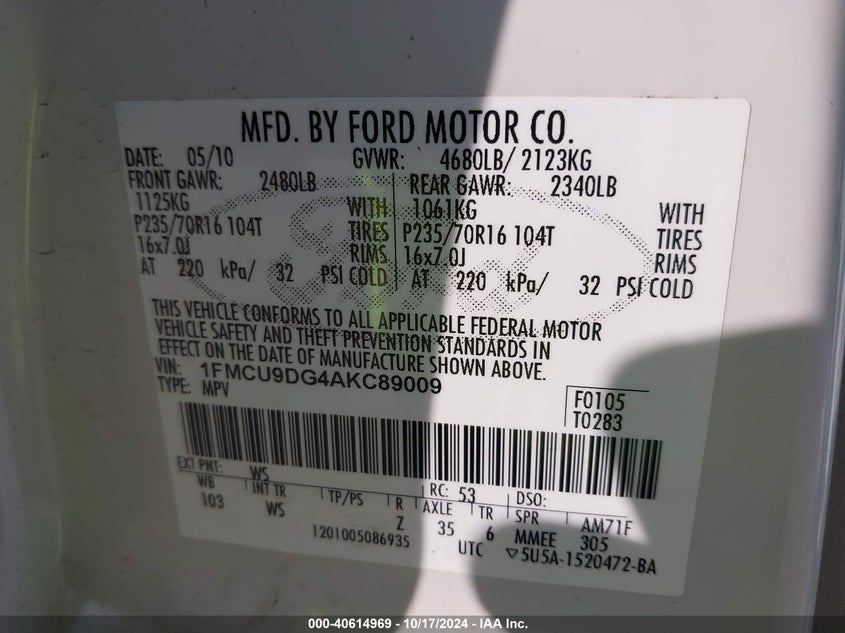 MFD. BY FORD MOTOR CO.
DATE: 05/10 GVWR: 4680LB/ 2123KG
FRONT GAWR: 2480LB REAR GAWR: 2340LB
1125KG WITH 1061KG WITH
P235/70R16 104T TIRES P235/70R16 104T TIRES
16x7.0J RIMS 16x7.0J RIMS
AT 220 kPa/ 32 PSI COLD AT 220 kPa/ 32 PSI COLD
THIS VEHICLE CONFORMS TO ALL APPLICABLE FEDERAL MOTOR
VEHICLE SAFETY AND THEFT PREVENTION STANDARDS IN
EFFECT ON THE DATE OF MANUFACTURE SHOWN ABOVE.
VIN: 1FMCU9DG4AKC89009
TYPE: MPV
F0105
T0283
EXT PNT: WS RC: 53 DSO:
WB INT TR TP/PS R AXLE TR SPR AM71F
103 WS Z 35 6 MMEE 305
1201005086935 UTC ▽5U5A-1520472-BA
000-40614969 | 10/17/2024 - IAA Inc.